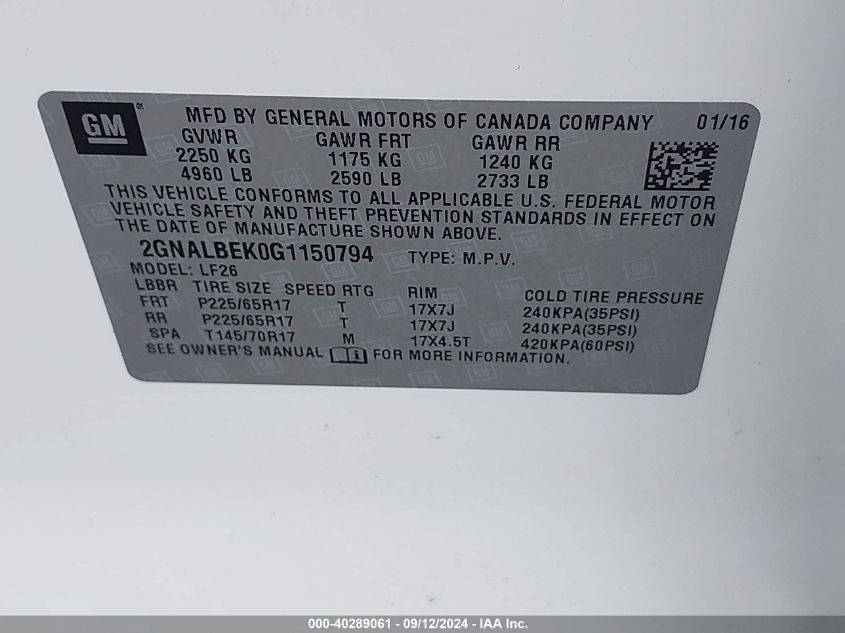 GM® MFD BY GENERAL MOTORS OF CANADA COMPANY 01/16
GVWR GAWR FRT GAWR RR
2250 KG 1175 KG 1240 KG
4960 LB 2590 LB 2733 LB
THIS VEHICLE CONFORMS TO ALL APPLICABLE U.S. FEDERAL MOTOR
VEHICLE SAFETY AND THEFT PREVENTION STANDARDS IN EFFECT ON
THE DATE OF MANUFACTURE SHOWN ABOVE.
2GNALBEK0G1150794 TYPE: M.P.V.
MODEL: LF26
LBBR TIRE SIZE SPEED RTG RIM COLD TIRE PRESSURE
FRT P225/65R17 T 17X7J 240KPA(35PSI)
RR P225/65R17 T 17X7J 240KPA(35PSI)
SPA T145/70R17 M 17X4.5T 420KPA(60PSI)
SEE OWNER'S MANUAL FOR MORE INFORMATION.
000-40289061 - 09/12/2024 - IAA Inc.